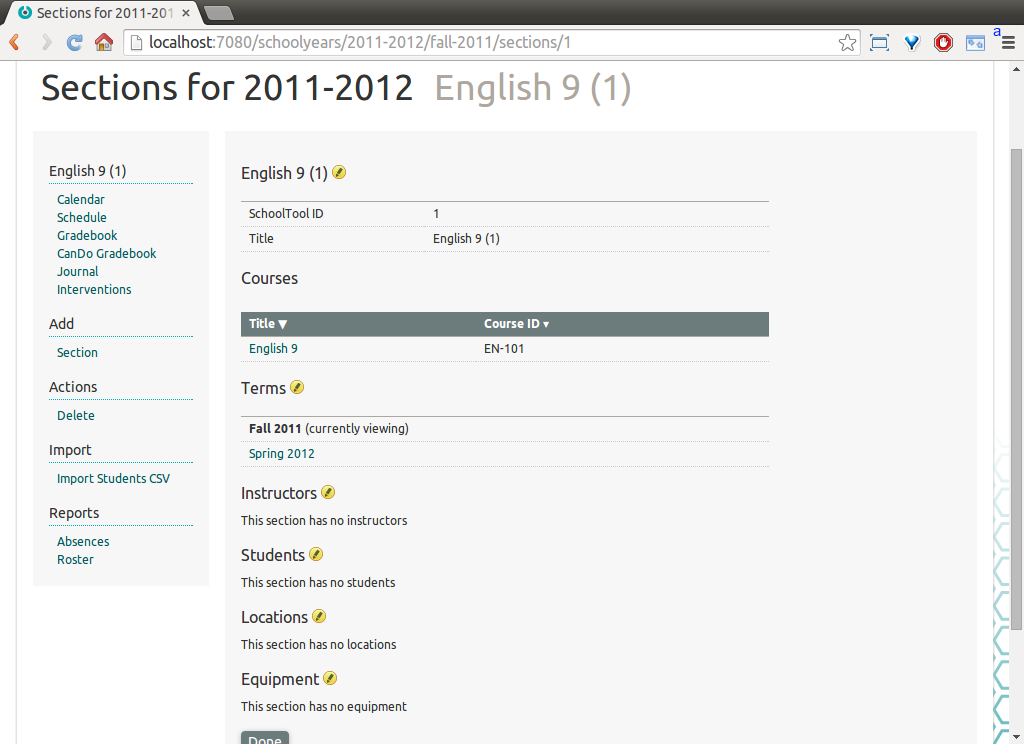 Sections for 2011-201
localhost:7080/schoolyears/2011-2012/fall-2011/sections/1
a
Sections for 2011-2012 English 9 (1)
English 9 (1)
Calendar
Schedule
Gradebook
CanDo Gradebook
Journal
Interventions
Add
Section
Actions
Delete
Import
Import Students CSV
Reports
Absences
Roster
English 9 (1)
SchoolTool ID 1
Title English 9 (1)
Courses
Title ▼ Course ID ▾
English 9 EN-101
Terms
Fall 2011 (currently viewing)
Spring 2012
Instructors
This section has no instructors
Students
This section has no students
Locations
This section has no locations
Equipment
This section has no equipment
Done